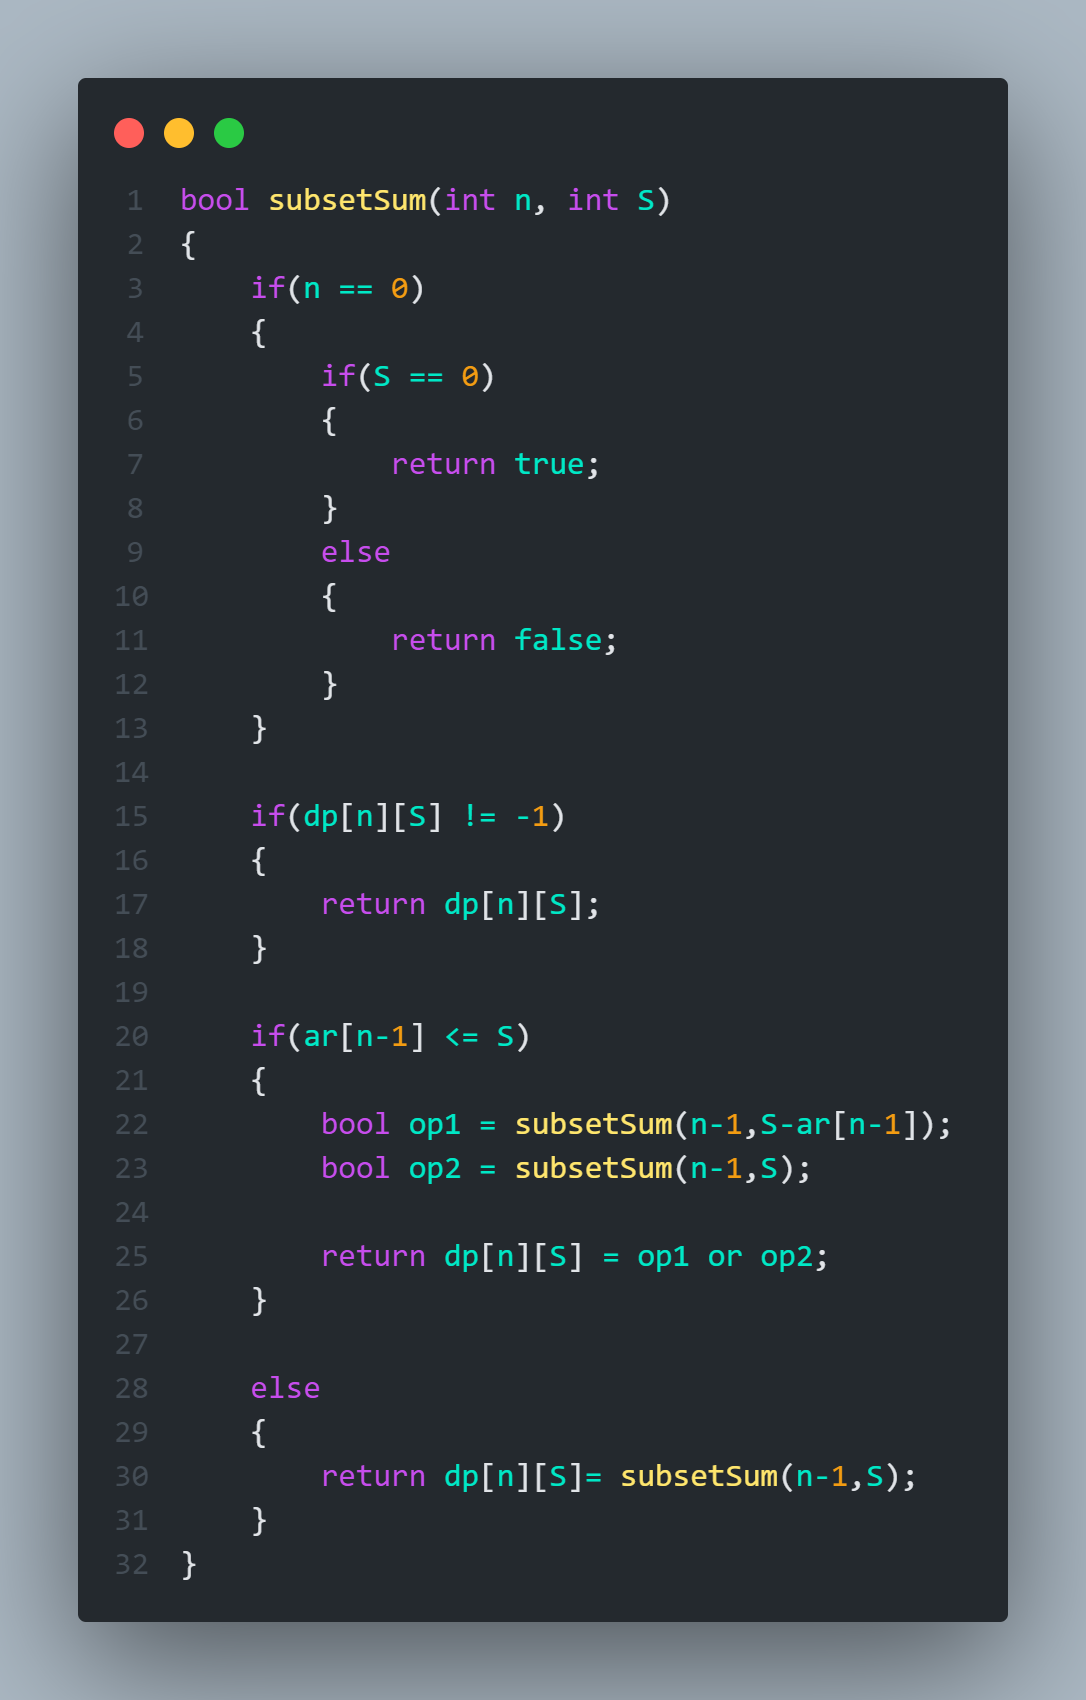 1 bool subsetSum(int n, int S)
2 {
3     if(n == 0)
4     {
5         if(S == 0)
6         {
7             return true;
8         }
9         else
10         {
11             return false;
12         }
13     }
14
15     if(dp[n][S] != -1)
16     {
17         return dp[n][S];
18     }
19
20     if(ar[n-1] <= S)
21     {
22         bool op1 = subsetSum(n-1,S-ar[n-1]);
23         bool op2 = subsetSum(n-1,S);
24
25         return dp[n][S] = op1 or op2;
26     }
27
28     else
29     {
30         return dp[n][S]= subsetSum(n-1,S);
31     }
32 }